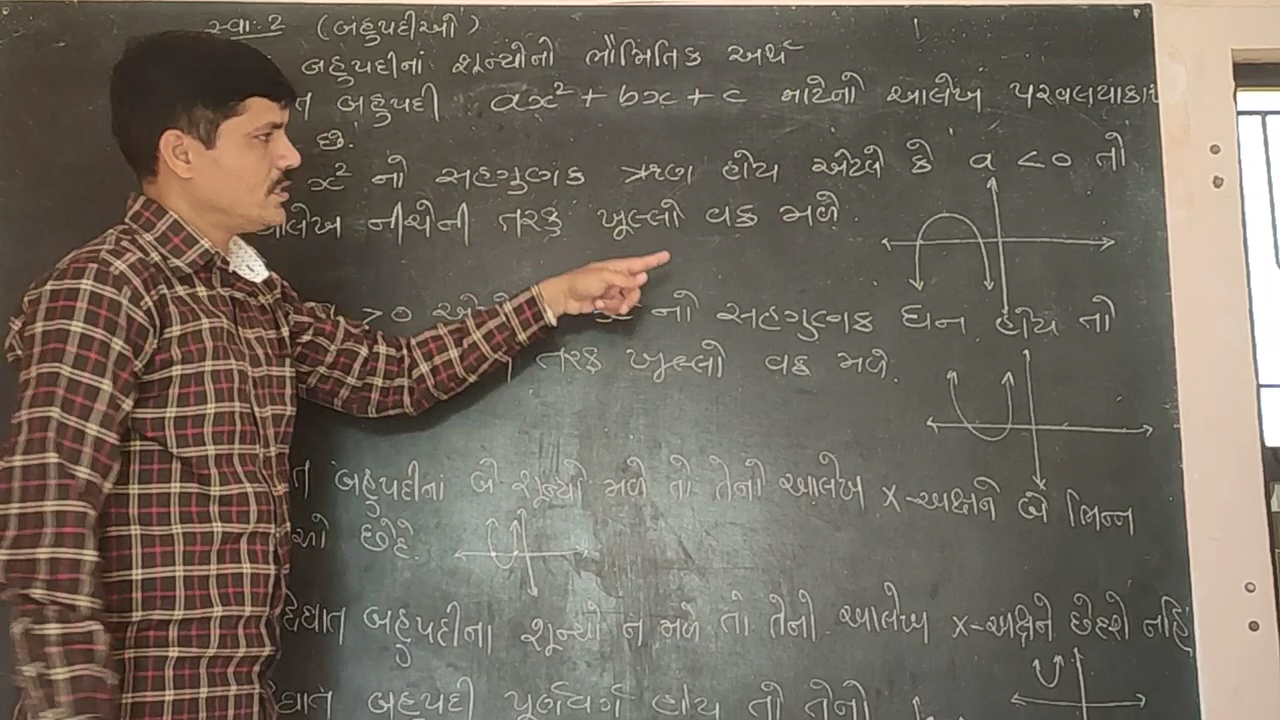 સ્વા. 2 (બહુપદીઓ)
બહુપદીનાં શૂન્યોનો ભૌમિતિક અર્થ
ત બહુપદી ax² + bx + c માટેનો આલેખ પરવલયાકાર
છે.
x² નો સહગુણક ઋણ હોય એટલે કે a < 0 તો
લેખ નીચેની તરફ ખૂલ્લો વક્ર મળે.
> 0 નો સહગુણક ધન હોય તો
તરફ ખૂલ્લો વક્ર મળે.
ત બહુપદીનાં બે શૂન્યો મળે તો તેનો આલેખ x-અક્ષને બે ભિન્ન
છેદે.
દ્વિઘાત બહુપદીના શૂન્યો ન મળે તો તેનો આલેખ x-અક્ષને છેદશે નહિ
ઘાત બહુપદી પૂર્ણવર્ગ હોય તો તેનો